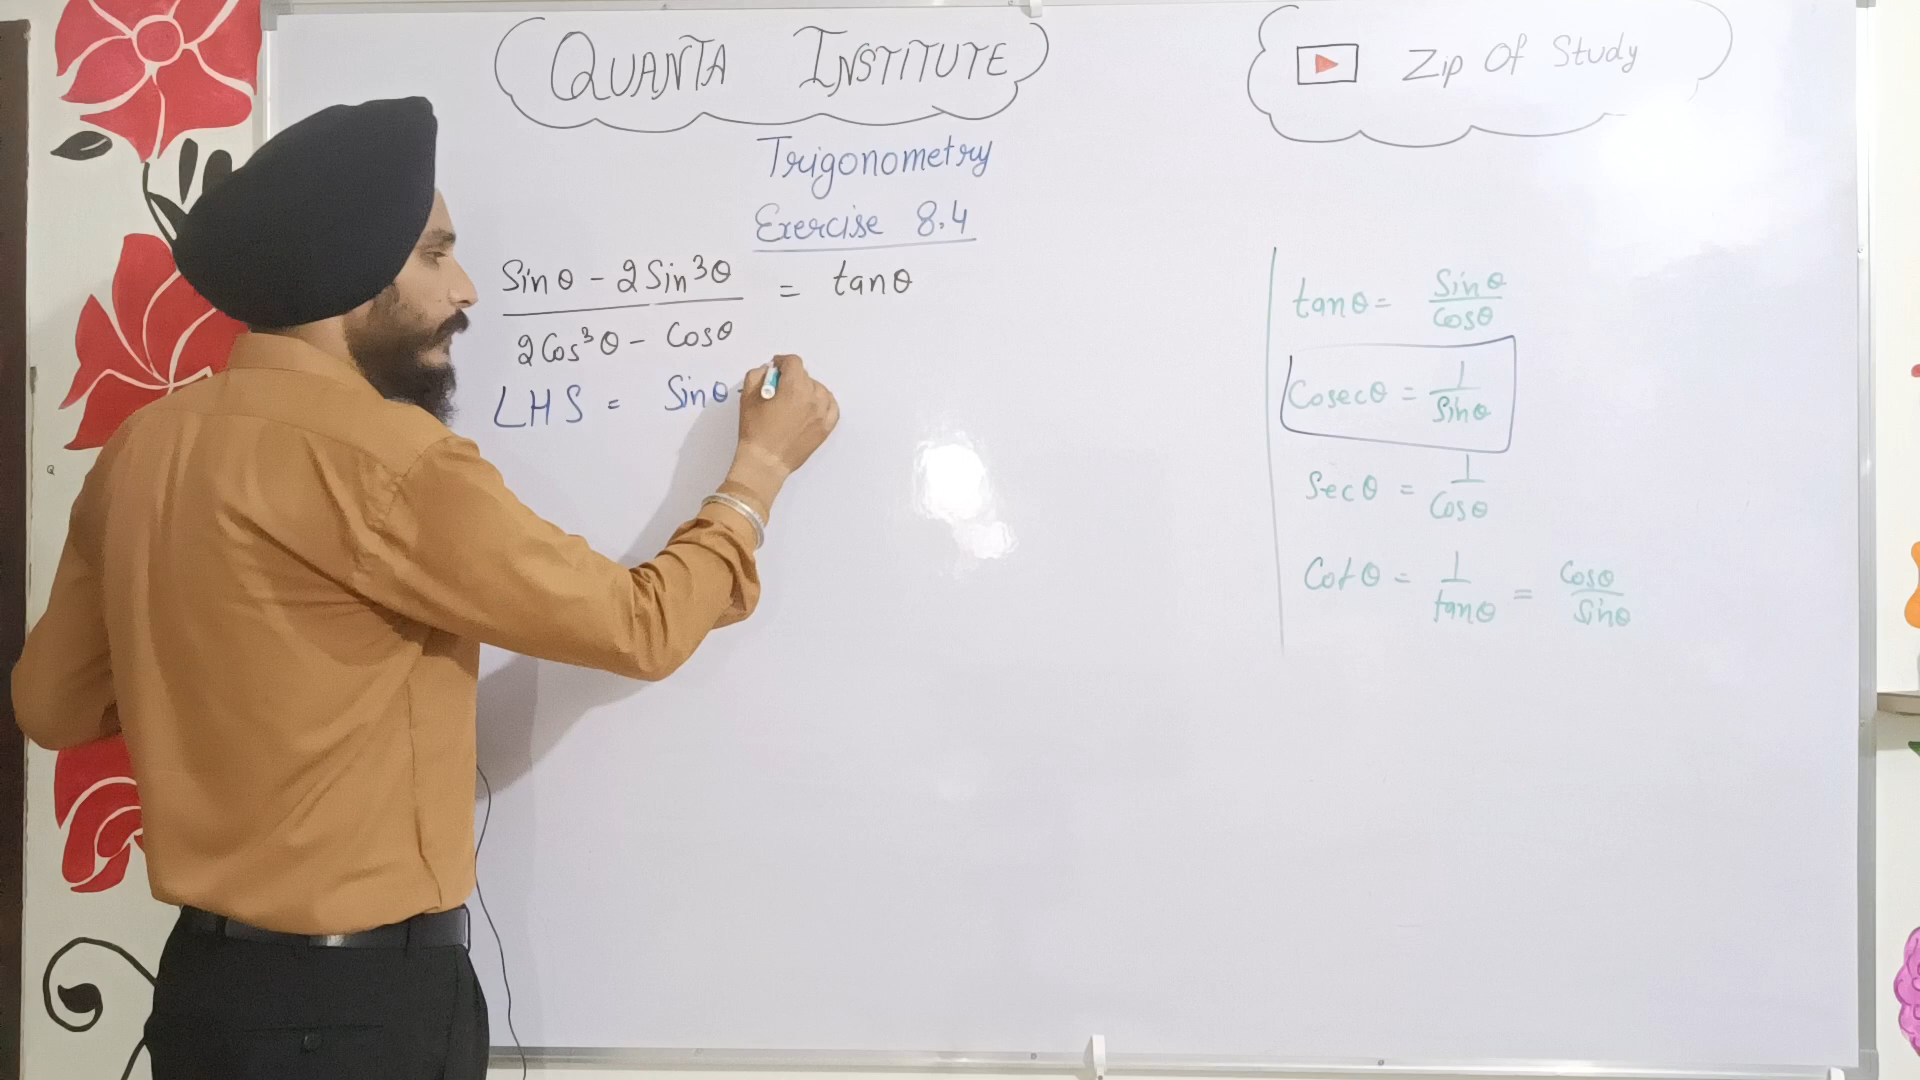 QUANTA INSTITUTE
Zip Of Study
Trigonometry
Exercise 8.4
Sinθ - 2Sin³θ / 2Cos³θ - Cosθ = tanθ
LHS = Sinθ -
tanθ = Sinθ / Cosθ
Cosecθ = 1 / Sinθ
Secθ = 1 / Cosθ
Cotθ = 1 / tanθ = Cosθ / Sinθ